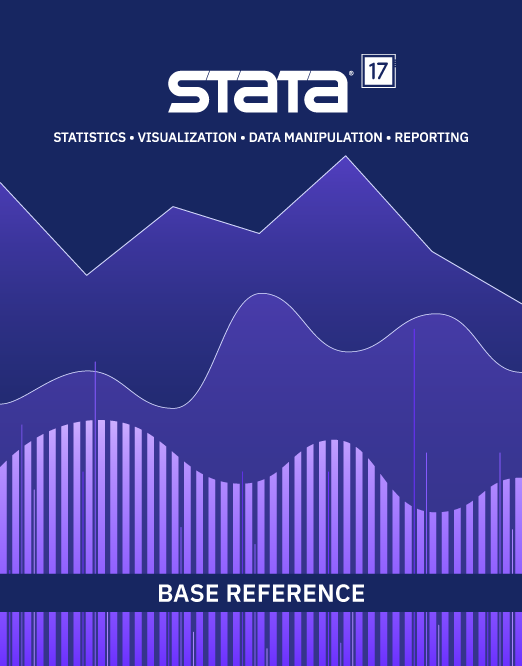 stata® 17
STATISTICS • VISUALIZATION • DATA MANIPULATION • REPORTING
BASE REFERENCE